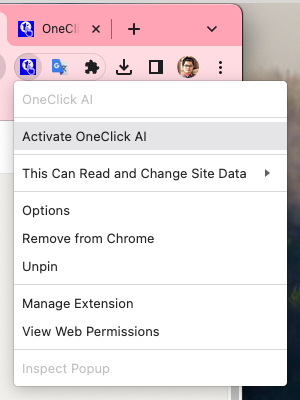 OneCli
OneClick AI
Activate OneClick AI
This Can Read and Change Site Data
Options
Remove from Chrome
Unpin
Manage Extension
View Web Permissions
Inspect Popup